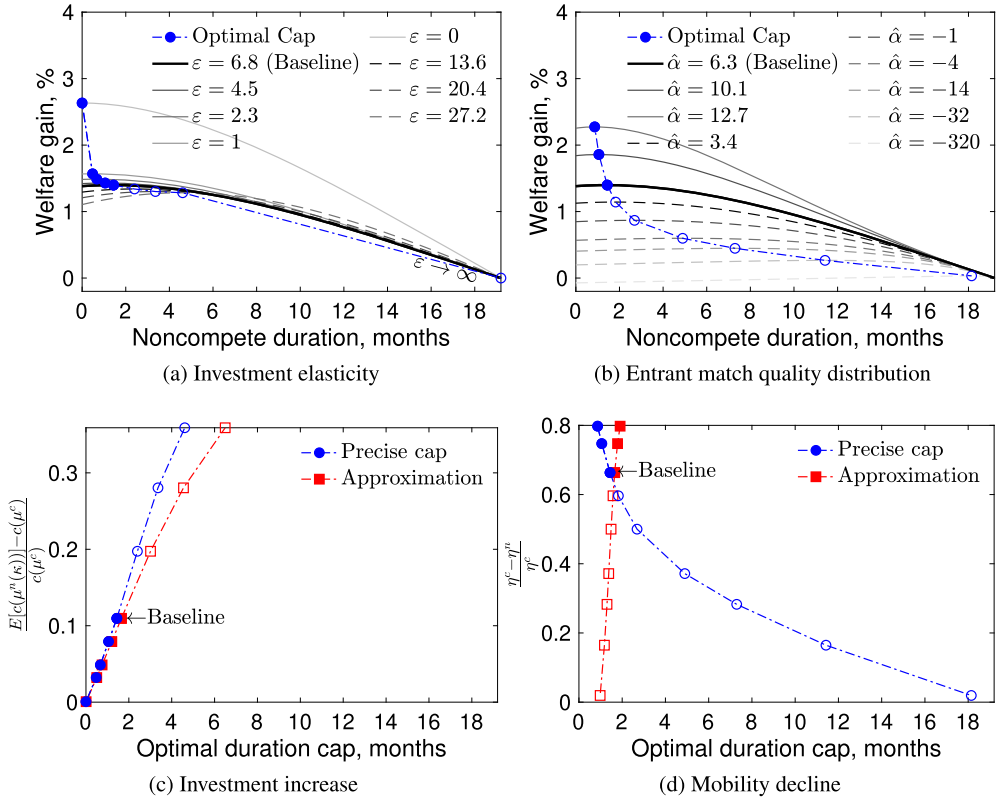 4
3
2
1
0
Welfare gain, %
Optimal Cap
ε = 6.8 (Baseline)
ε = 4.5
ε = 2.3
ε = 1
ε = 0
ε = 13.6
ε = 20.4
ε = 27.2
ε → ∞
0 2 4 6 8 10 12 14 16 18
Noncompete duration, months
(a) Investment elasticity
4
3
2
1
0
Welfare gain, %
Optimal Cap
α̂ = 6.3 (Baseline)
α̂ = 10.1
α̂ = 12.7
α̂ = 3.4
α̂ = −1
α̂ = −4
α̂ = −14
α̂ = −32
α̂ = −320
0 2 4 6 8 10 12 14 16 18
Noncompete duration, months
(b) Entrant match quality distribution
0.3
0.2
0.1
0
E[c(μⁿ(κ))]−c(μᶜ)
c(μᶜ)
Precise cap
Approximation
Baseline
0 2 4 6 8 10 12 14 16 18
Optimal duration cap, months
(c) Investment increase
0.8
0.6
0.4
0.2
0
ηᶜ−ηⁿ
ηᶜ
Precise cap
Approximation
Baseline
0 2 4 6 8 10 12 14 16 18
Optimal duration cap, months
(d) Mobility decline